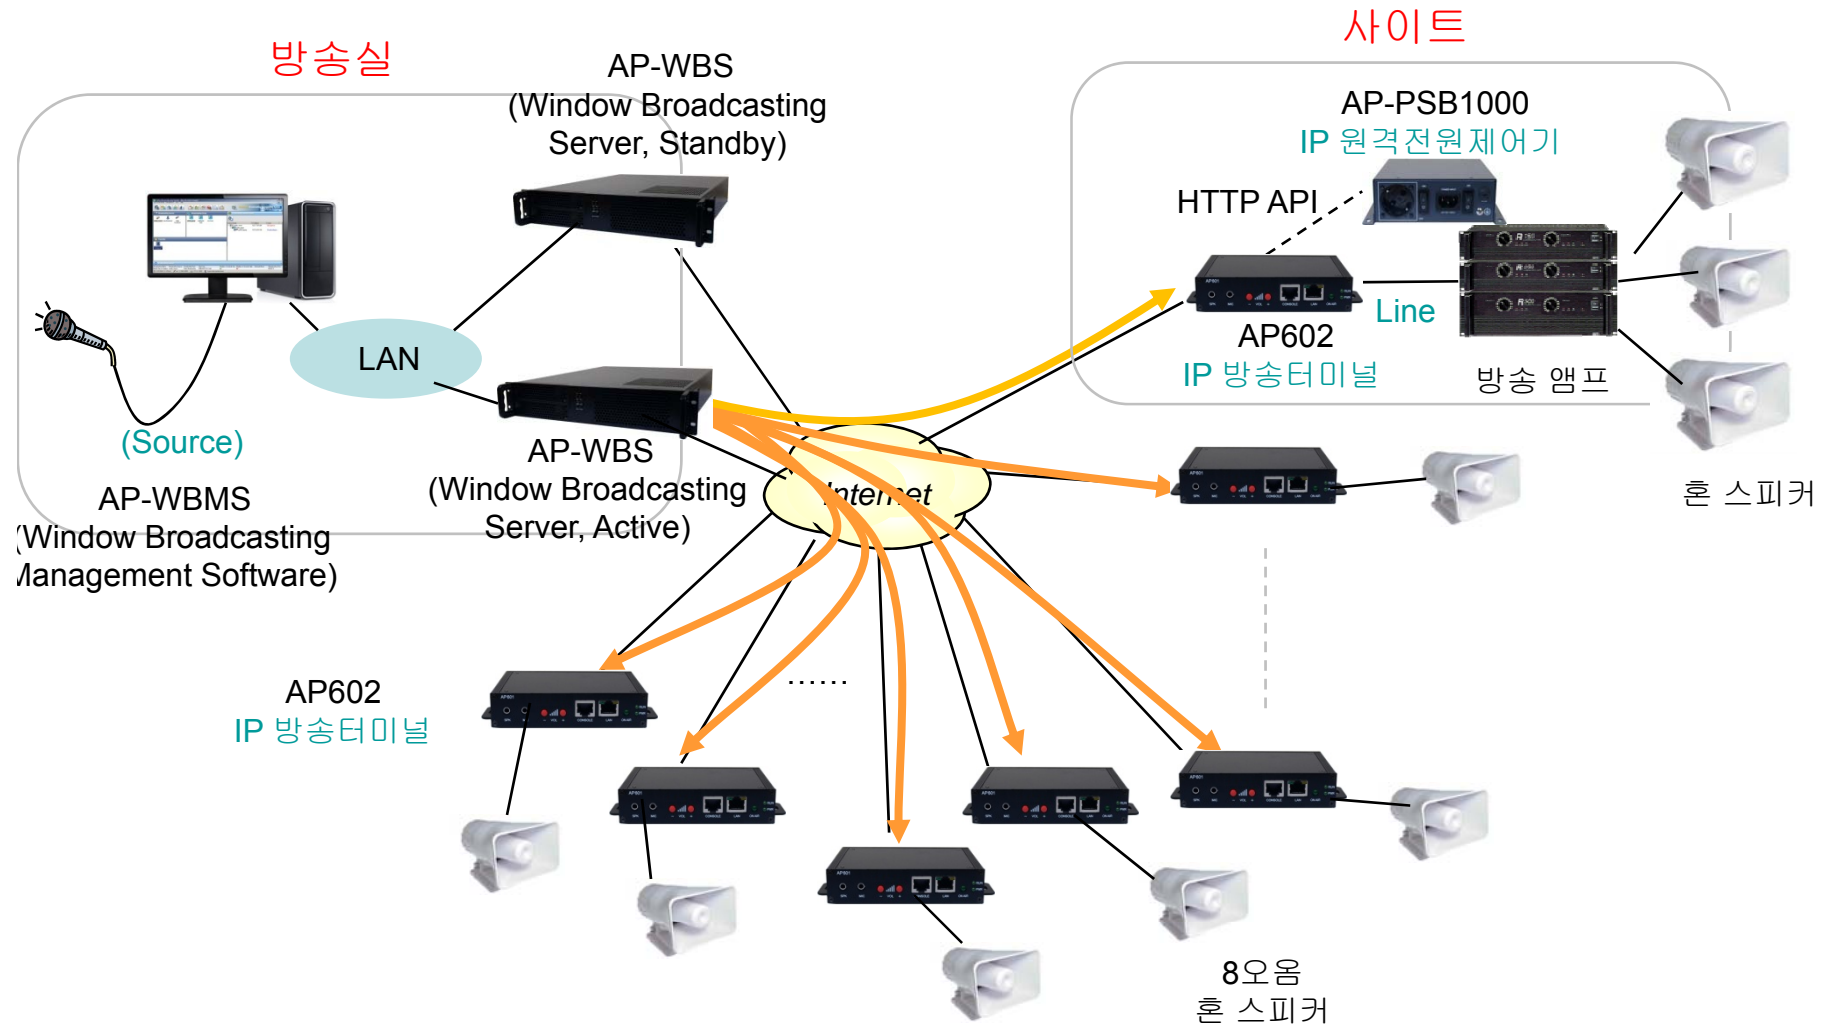 방송실
사이트
AP-WBS
(Window Broadcasting
Server, Standby)
AP-PSB1000
IP 원격전원제어기
HTTP API
LAN
Line
AP602
IP 방송터미널
방송 앰프
(Source)
AP-WBS
(Window Broadcasting
Server, Active)
Internet
혼 스피커
AP-WBMS
(Window Broadcasting
Management Software)
AP602
IP 방송터미널
......
8오옴
혼 스피커